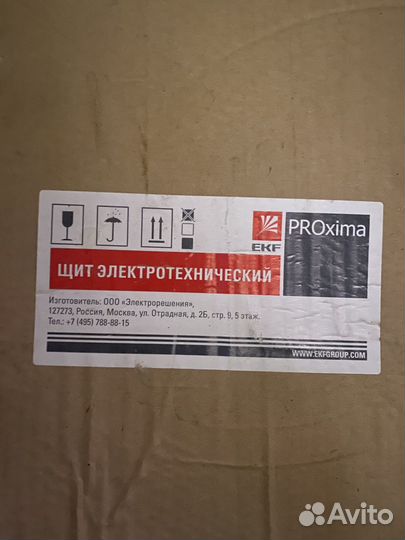 EKF
PROxima
ЩИТ ЭЛЕКТРОТЕХНИЧЕСКИЙ
Изготовитель: ООО «Электрорешения»,
127273, Россия, Москва, ул. Отрадная, д. 2Б, стр. 9, 5 этаж.
Тел.: +7 (495) 788-88-15
WWW.EKFGROUP.COM
Avito